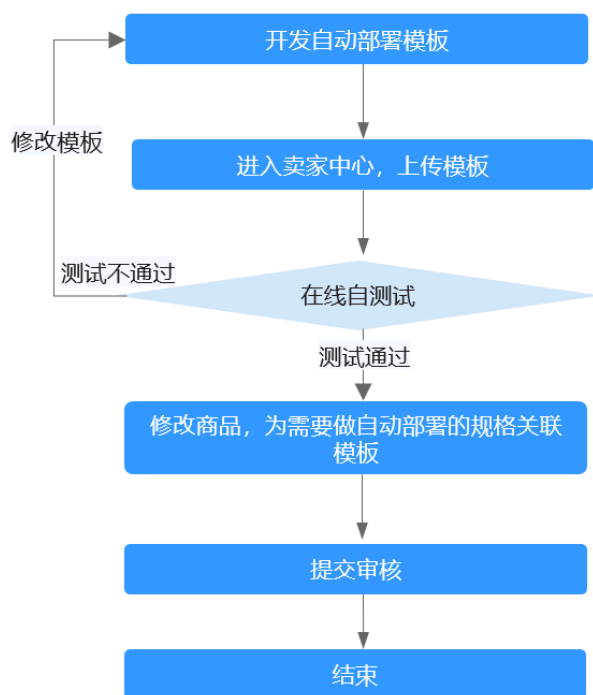 开发自动部署模板
修改模板
进入卖家中心，上传模板
测试不通过
在线自测试
测试通过
修改商品，为需要做自动部署的规格关联
模板
提交审核
结束